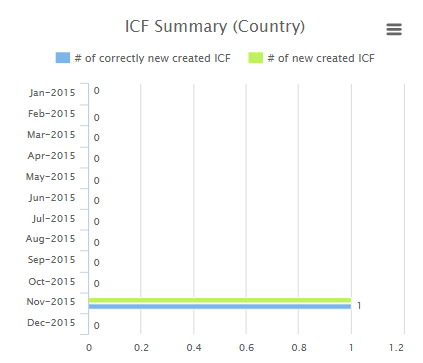 ICF Summary (Country)
# of correctly new created ICF # of new created ICF
Jan-2015 0
Feb-2015 0
Mar-2015 0
Apr-2015 0
May-2015 0
Jun-2015 0
Jul-2015 0
Aug-2015 0
Sep-2015 0
Oct-2015 0
Nov-2015 1
Dec-2015 0
0 0.2 0.4 0.6 0.8 1 1.2